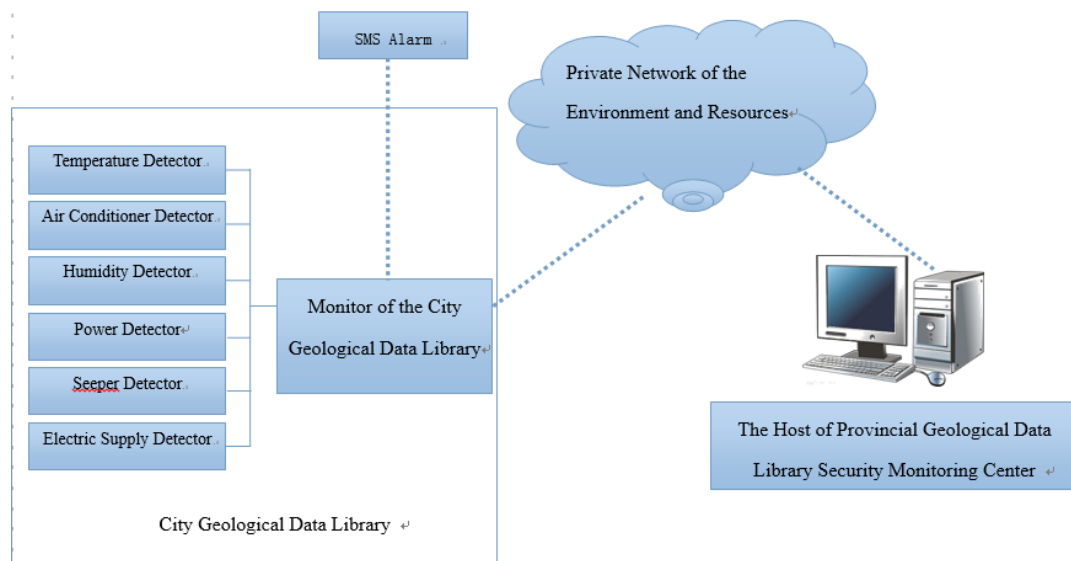 SMS Alarm
Private Network of the
Environment and Resources
Temperature Detector
Air Conditioner Detector
Humidity Detector
Power Detector
Seeper Detector
Electric Supply Detector
Monitor of the City
Geological Data Library
City Geological Data Library
The Host of Provincial Geological Data
Library Security Monitoring Center